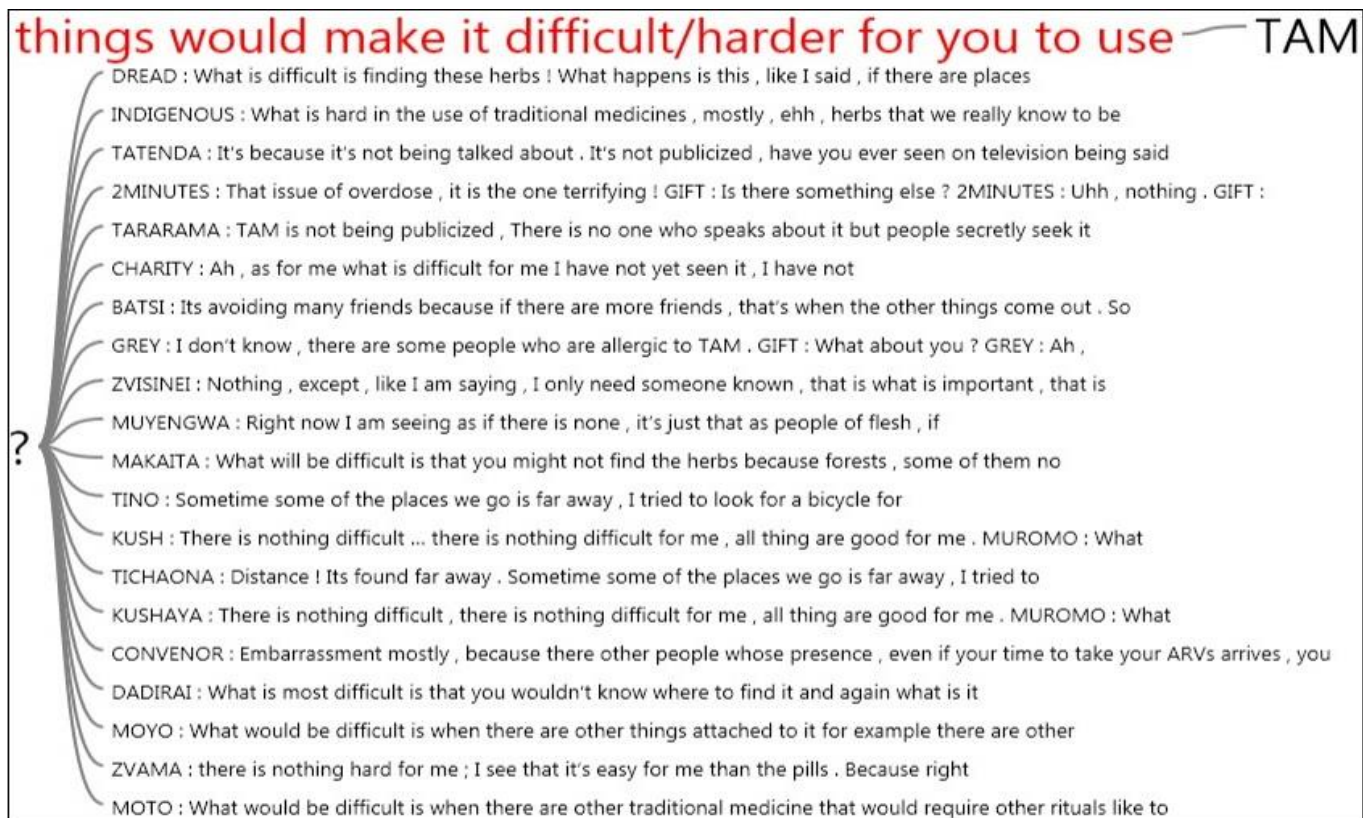 things would make it difficult/harder for you to use TAM
DREAD : What is difficult is finding these herbs ! What happens is this , like I said , if there are places
INDIGENOUS : What is hard in the use of traditional medicines , mostly , ehh , herbs that we really know to be
TATENDA : It's because it's not being talked about . It's not publicized , have you ever seen on television being said
2MINUTES : That issue of overdose , it is the one terrifying ! GIFT : Is there something else ? 2MINUTES : Uhh , nothing . GIFT :
TARARAMA : TAM is not being publicized , There is no one who speaks about it but people secretly seek it
CHARITY : Ah , as for me what is difficult for me I have not yet seen it , I have not
BATSI : Its avoiding many friends because if there are more friends , that's when the other things come out . So
GREY : I don't know , there are some people who are allergic to TAM . GIFT : What about you ? GREY : Ah ,
ZVISINEI : Nothing , except , like I am saying , I only need someone known , that is what is important , that is
MUYENGWA : Right now I am seeing as if there is none , it's just that as people of flesh , if
?
MAKAITA : What will be difficult is that you might not find the herbs because forests , some of them no
TINO : Sometime some of the places we go is far away , I tried to look for a bicycle for
KUSH : There is nothing difficult ... there is nothing difficult for me , all thing are good for me . MUROMO : What
TICHAONA : Distance ! Its found far away . Sometime some of the places we go is far away , I tried to
KUSHAYA : There is nothing difficult , there is nothing difficult for me , all thing are good for me . MUROMO : What
CONVENOR : Embarrassment mostly , because there other people whose presence , even if your time to take your ARVs arrives , you
DADIRAI : What is most difficult is that you wouldn't know where to find it and again what is it
MOYO : What would be difficult is when there are other things attached to it for example there are other
ZVAMA : there is nothing hard for me ; I see that it's easy for me than the pills . Because right
MOTO : What would be difficult is when there are other traditional medicine that would require other rituals like to